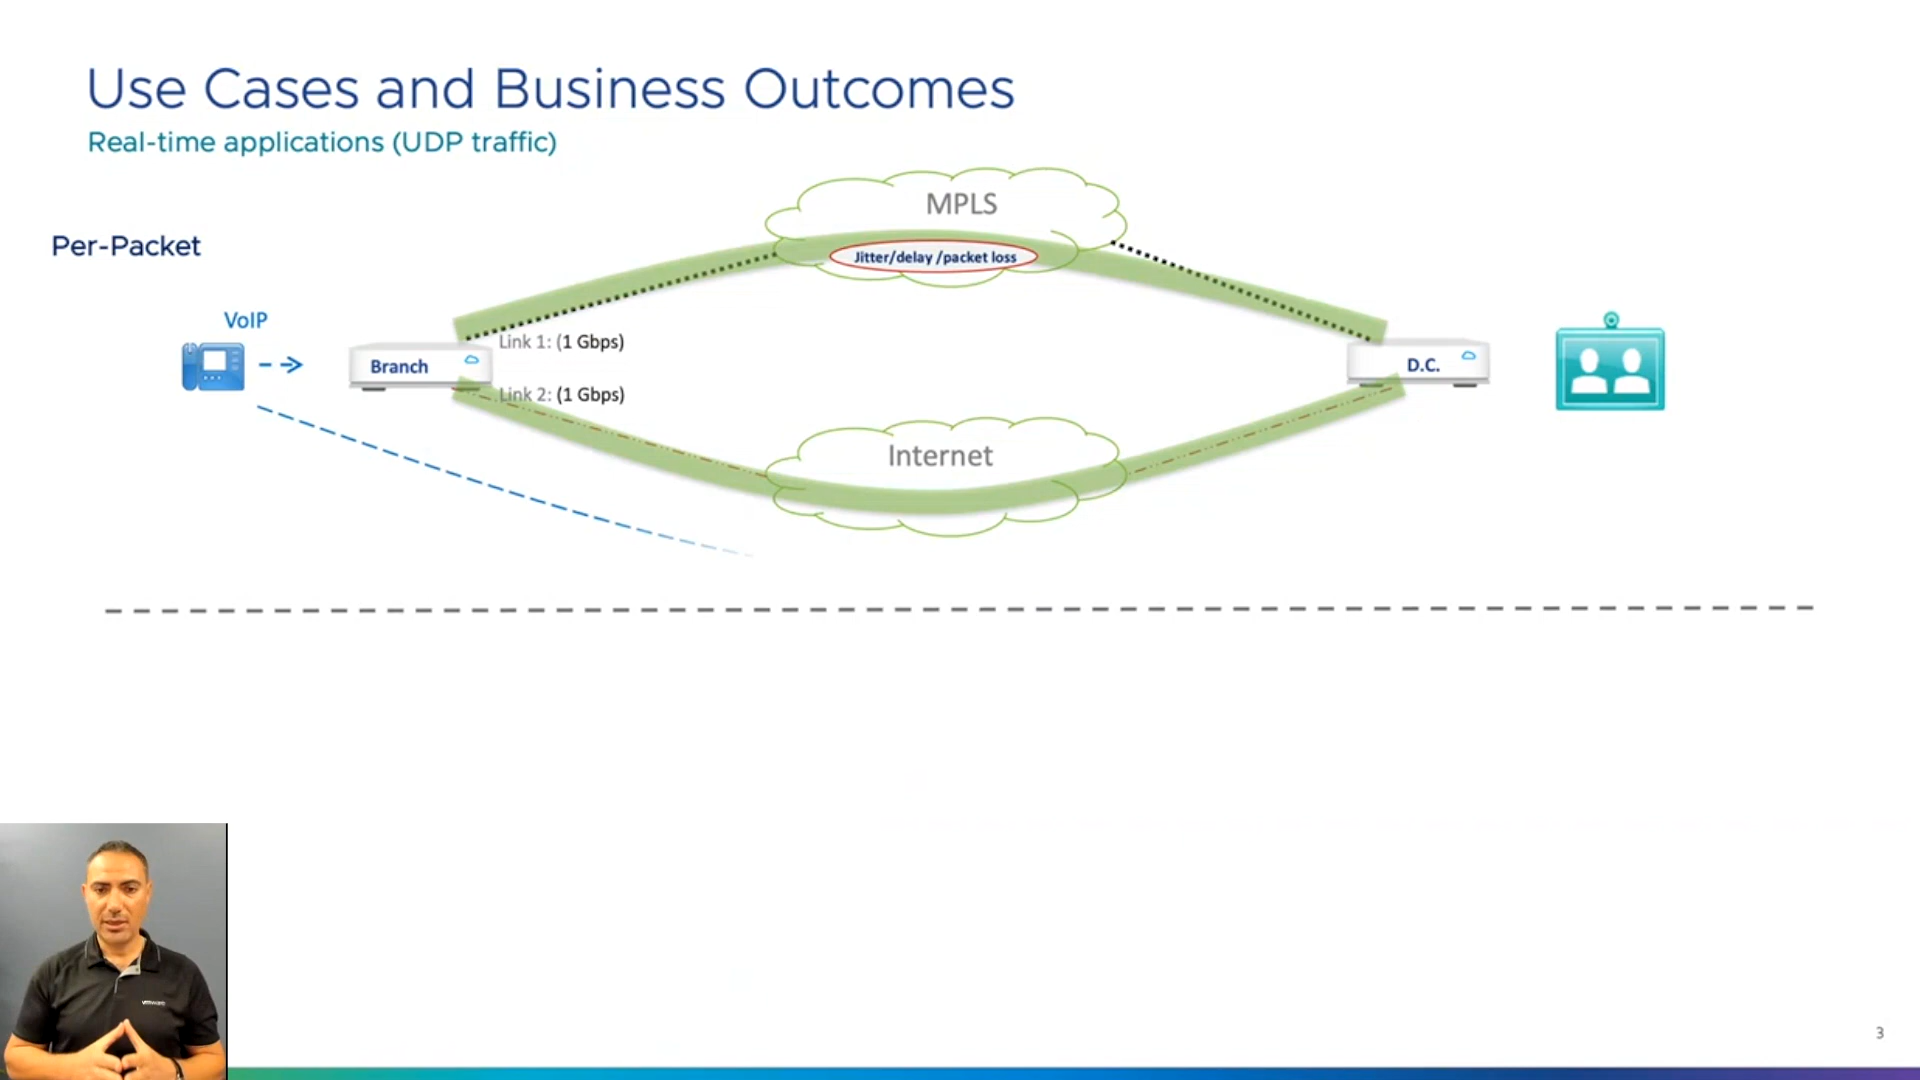 Use Cases and Business Outcomes
Real-time applications (UDP traffic)
MPLS
Per-Packet
Jitter/delay /packet loss
VoIP
Link 1: (1 Gbps)
Branch
D.C.
Link 2: (1 Gbps)
Internet
vmware
3